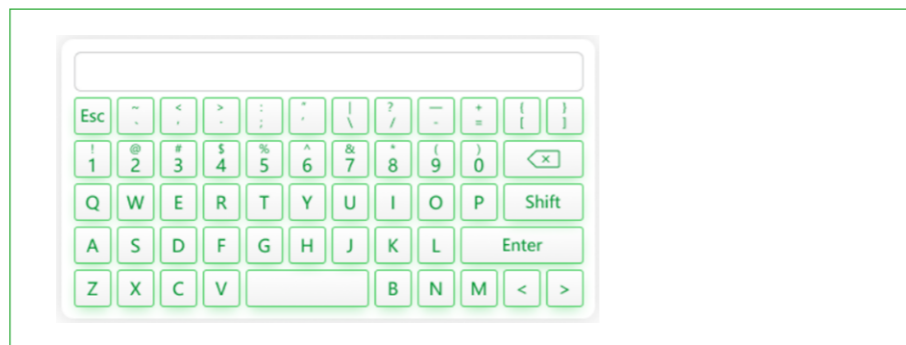 Esc ~ ` < , > . : ; " ' | \ ? / — - + = { [ } ]
! 1 @ 2 # 3 $ 4 % 5 ^ 6 & 7 * 8 ( 9 ) 0
Q W E R T Y U I O P Shift
A S D F G H J K L Enter
Z X C V B N M < >